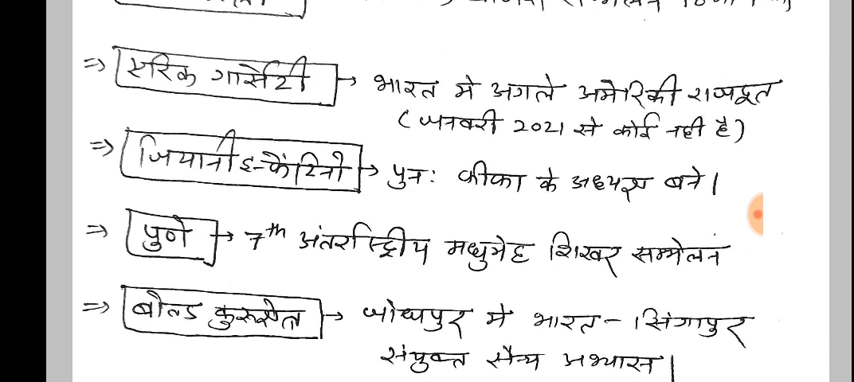 ⇒ एरिक गार्सेटी → भारत मे अगले अमेरिकी राजदूत
(जनवरी 2021 से कोई नही है)
⇒ जियानी इन्फेंटिनो → पुनः फीफा के अध्यक्ष बने।
⇒ पुणे → 7th अंतर्राष्ट्रीय मधुमेह शिखर सम्मेलन
⇒ बोल्ड कुरुक्षेत्र → जोधपुर मे भारत - सिंगापुर
संयुक्त सैन्य अभ्यास।